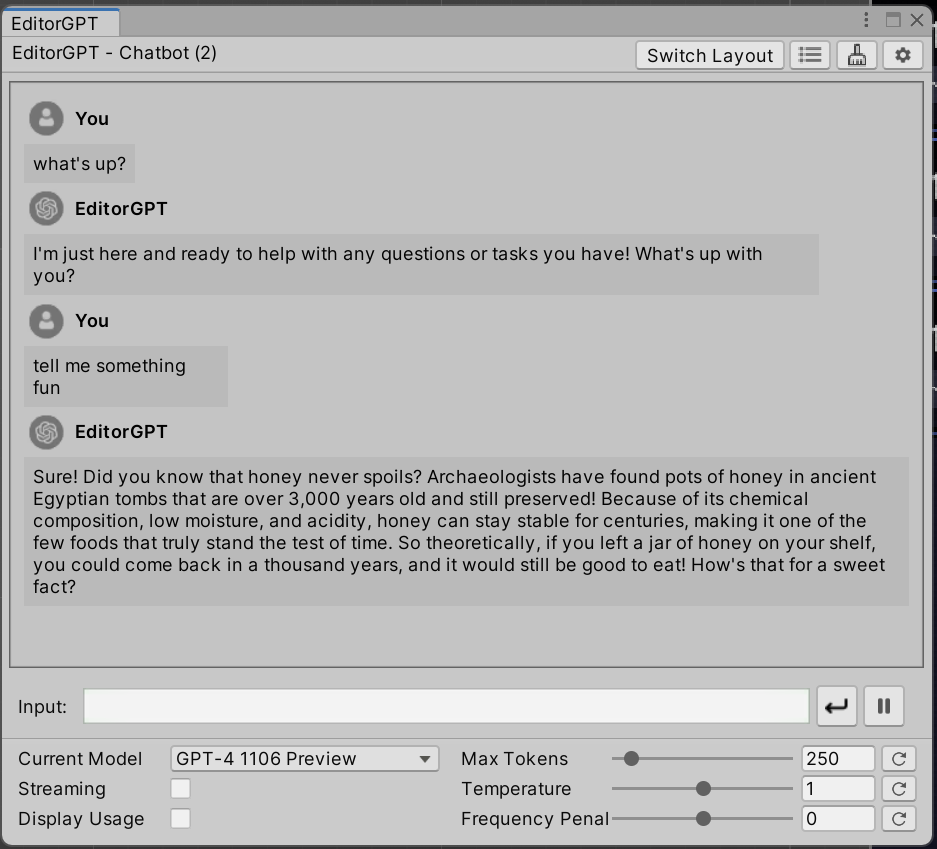 EditorGPT
EditorGPT - Chatbot (2)
Switch Layout
You
what's up?
EditorGPT
I'm just here and ready to help with any questions or tasks you have! What's up with
you?
You
tell me something
fun
EditorGPT
Sure! Did you know that honey never spoils? Archaeologists have found pots of honey in ancient
Egyptian tombs that are over 3,000 years old and still preserved! Because of its chemical
composition, low moisture, and acidity, honey can stay stable for centuries, making it one of the
few foods that truly stand the test of time. So theoretically, if you left a jar of honey on your shelf,
you could come back in a thousand years, and it would still be good to eat! How's that for a sweet
fact?
Input:
Current Model GPT-4 1106 Preview Max Tokens 250
Streaming Temperature 1
Display Usage Frequency Penal 0